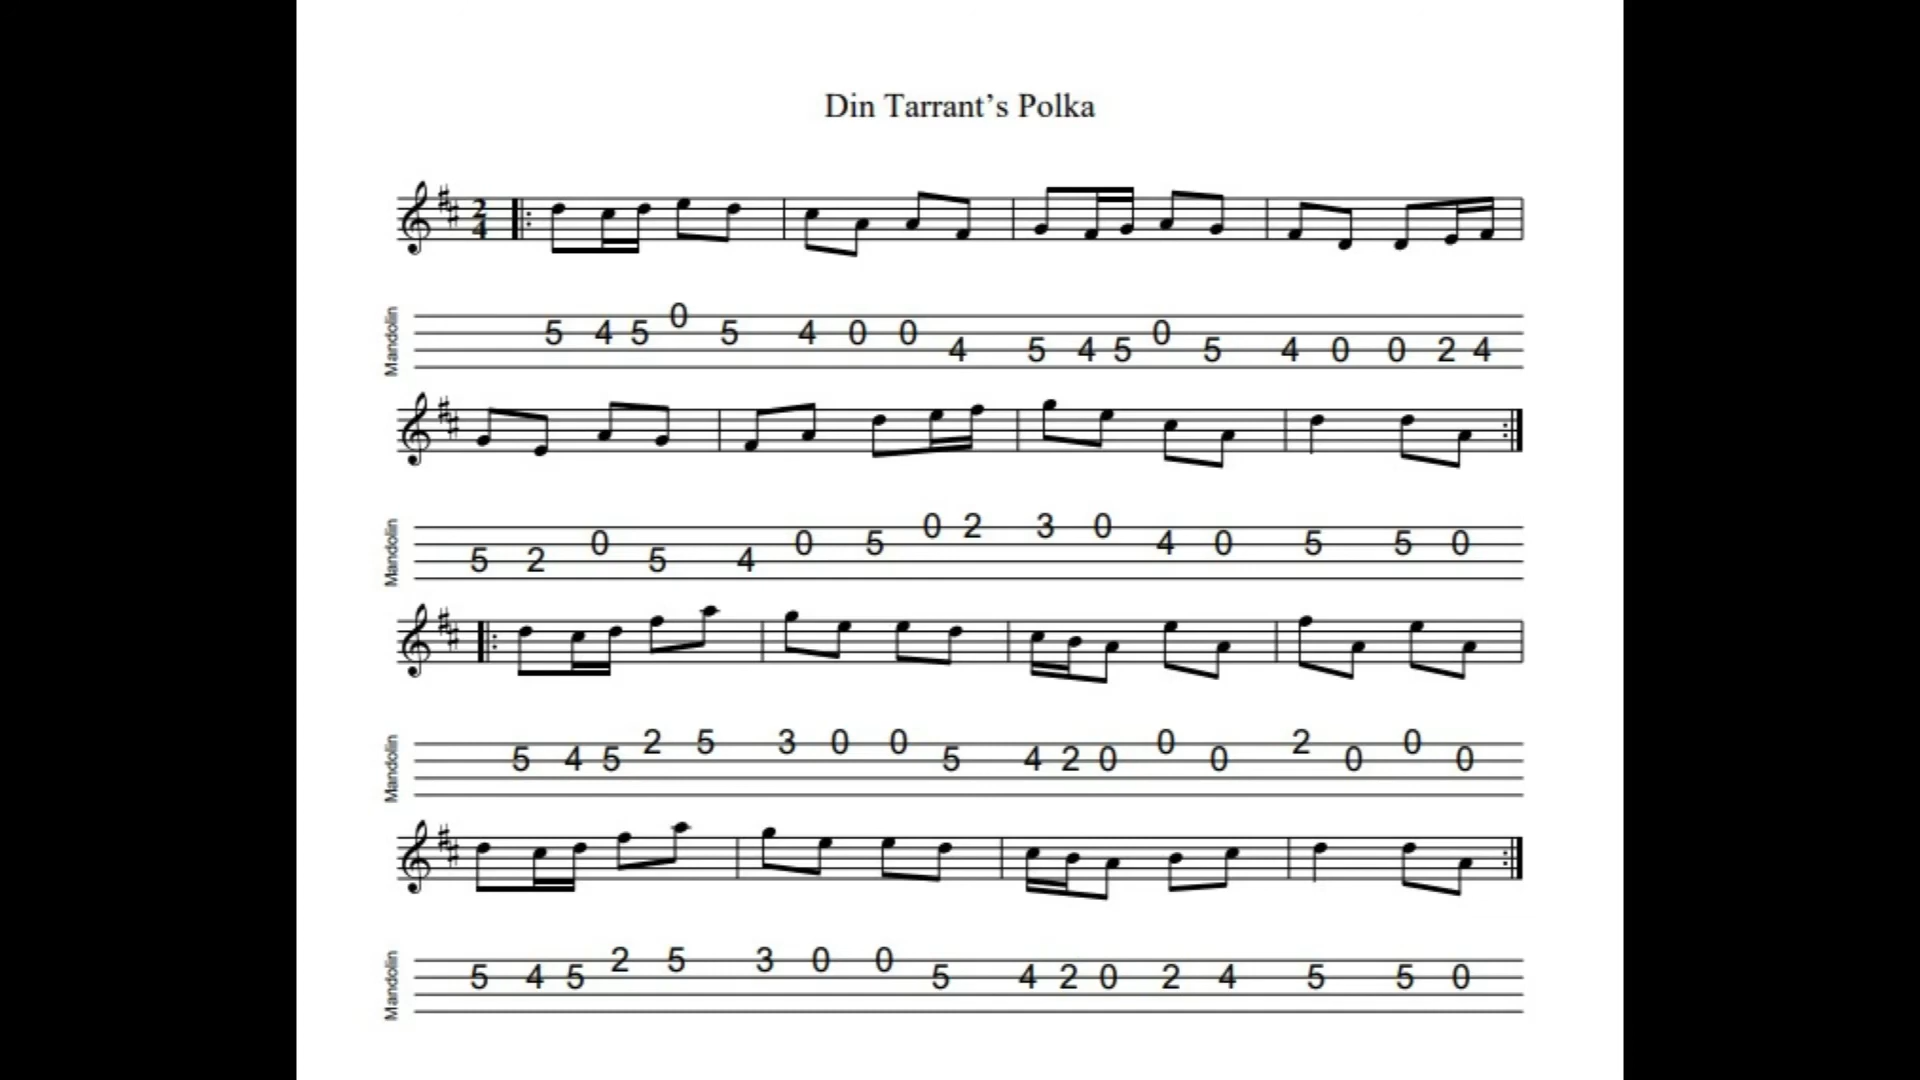 Din Tarrant’s Polka
2
4
Mandolin
0
5 4 5 5 4 0 0 0
4 5 4 5 5 4 0 0 2 4
Mandolin
0 2 3 0
0 0 5 4 0 5 5 0
5 2 5 4
Mandolin
2 5 3 0 0 0 2 0
5 4 5 5 4 2 0 0 0 0
Mandolin
2 5 3 0 0
5 4 5 5 4 2 0 2 4 5 5 0